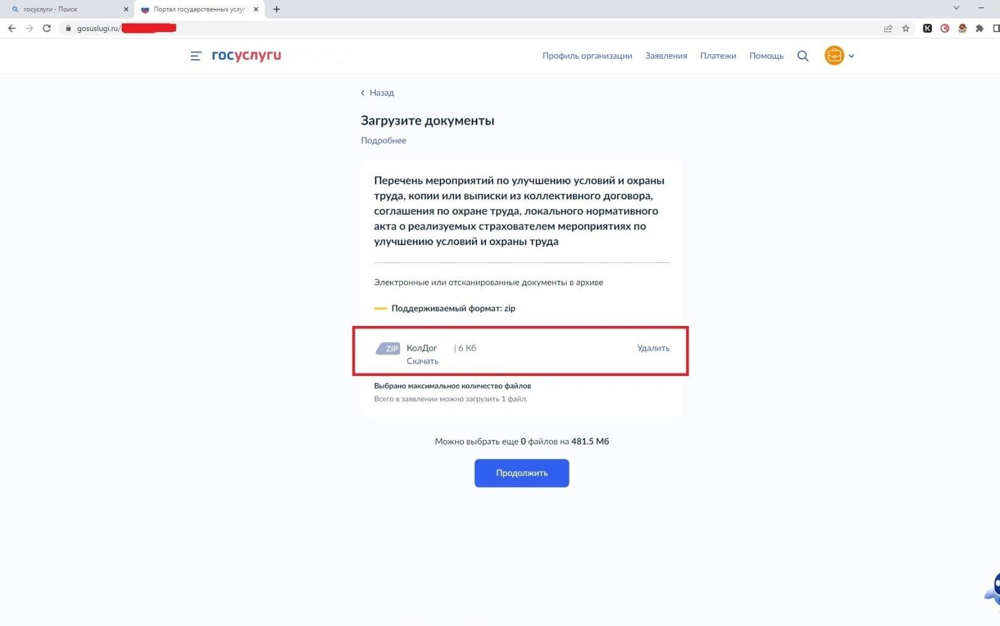 госуслуги - Поиск
Портал государственных услуг
gosuslugi.ru/
госуслуги
Профиль организации Заявления Платежи Помощь
Назад
Загрузите документы
Подробнее
Перечень мероприятий по улучшению условий и охраны
труда, копии или выписки из коллективного договора,
соглашения по охране труда, локального нормативного
акта о реализуемых страхователем мероприятиях по
улучшению условий и охраны труда
Электронные или отсканированные документы в архиве
Поддерживаемый формат: zip
ZIP КолДог | 6 Кб Удалить
Скачать
Выбрано максимальное количество файлов
Всего в заявлении можно загрузить 1 файл.
Можно выбрать еще 0 файлов на 481.5 Мб
Продолжить